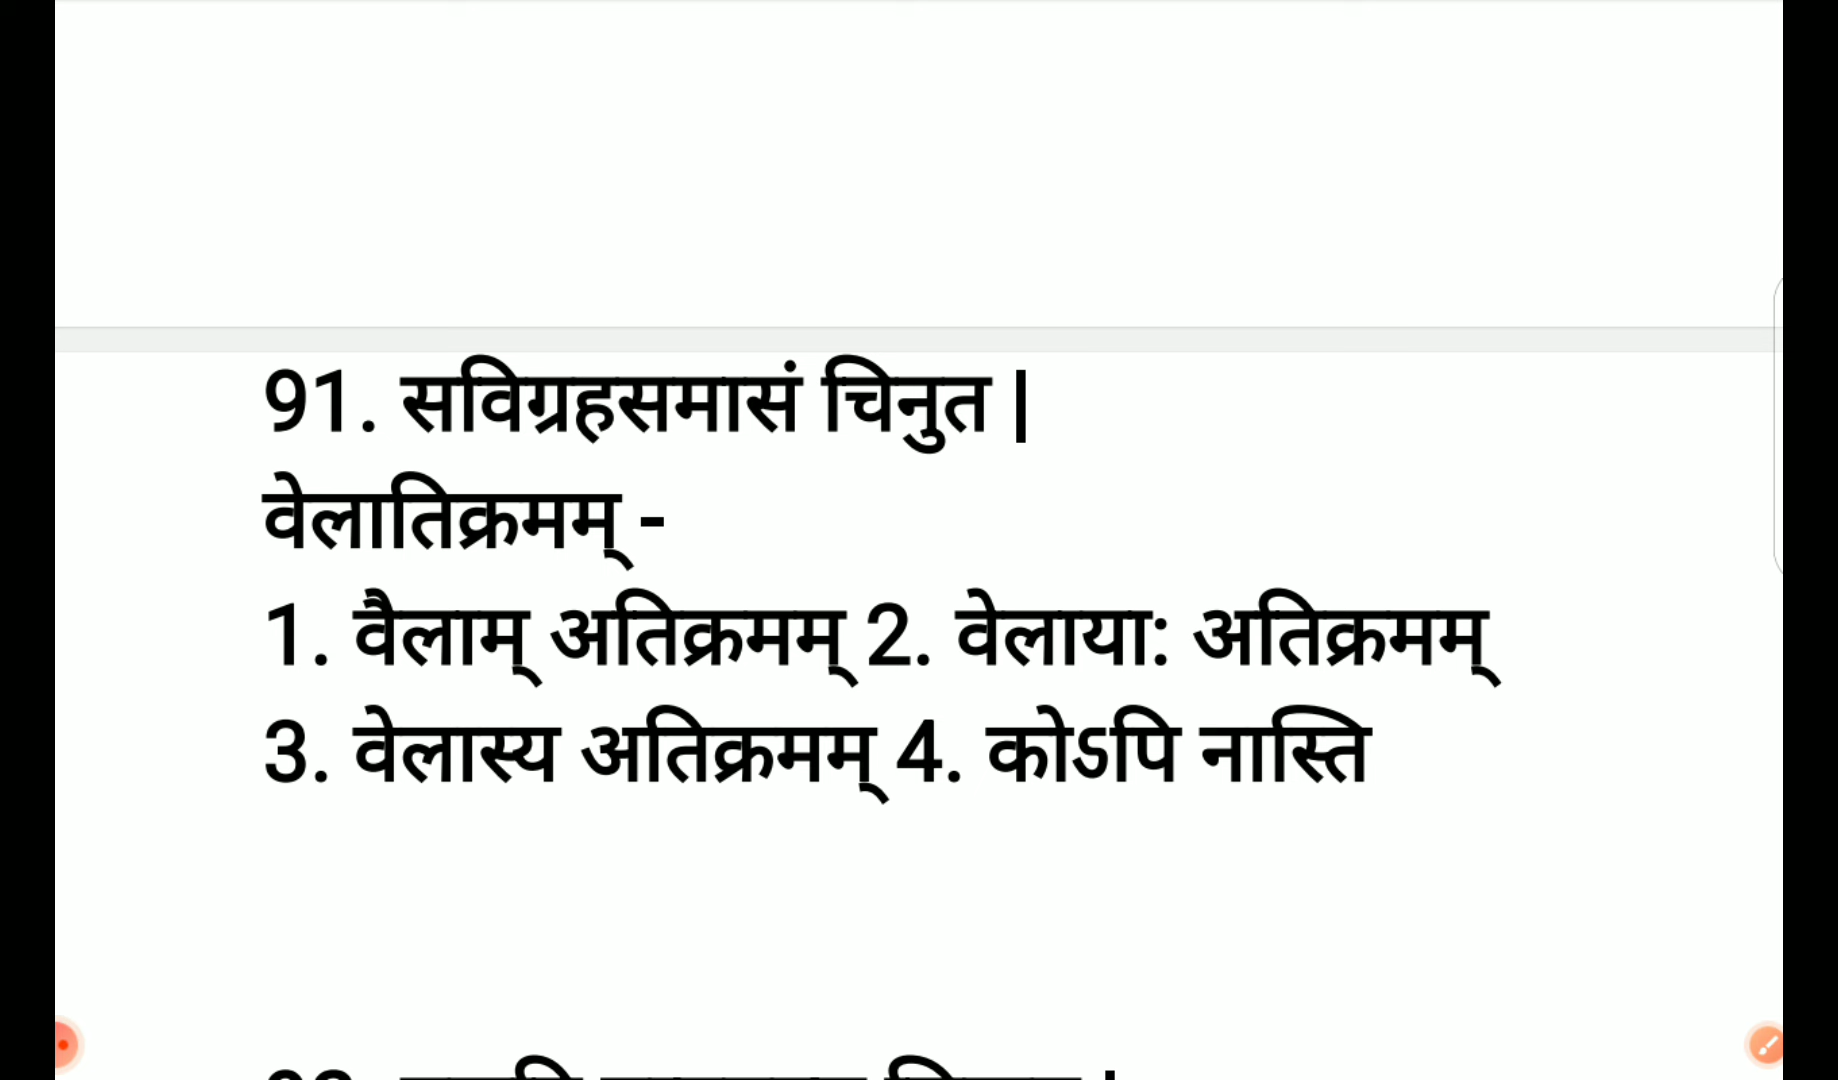 91. सविग्रहसमासं चिनुत |
वेलातिक्रमम् -
1. वैलाम् अतिक्रमम् 2. वेलाया: अतिक्रमम्
3. वेलास्य अतिक्रमम् 4. कोऽपि नास्ति